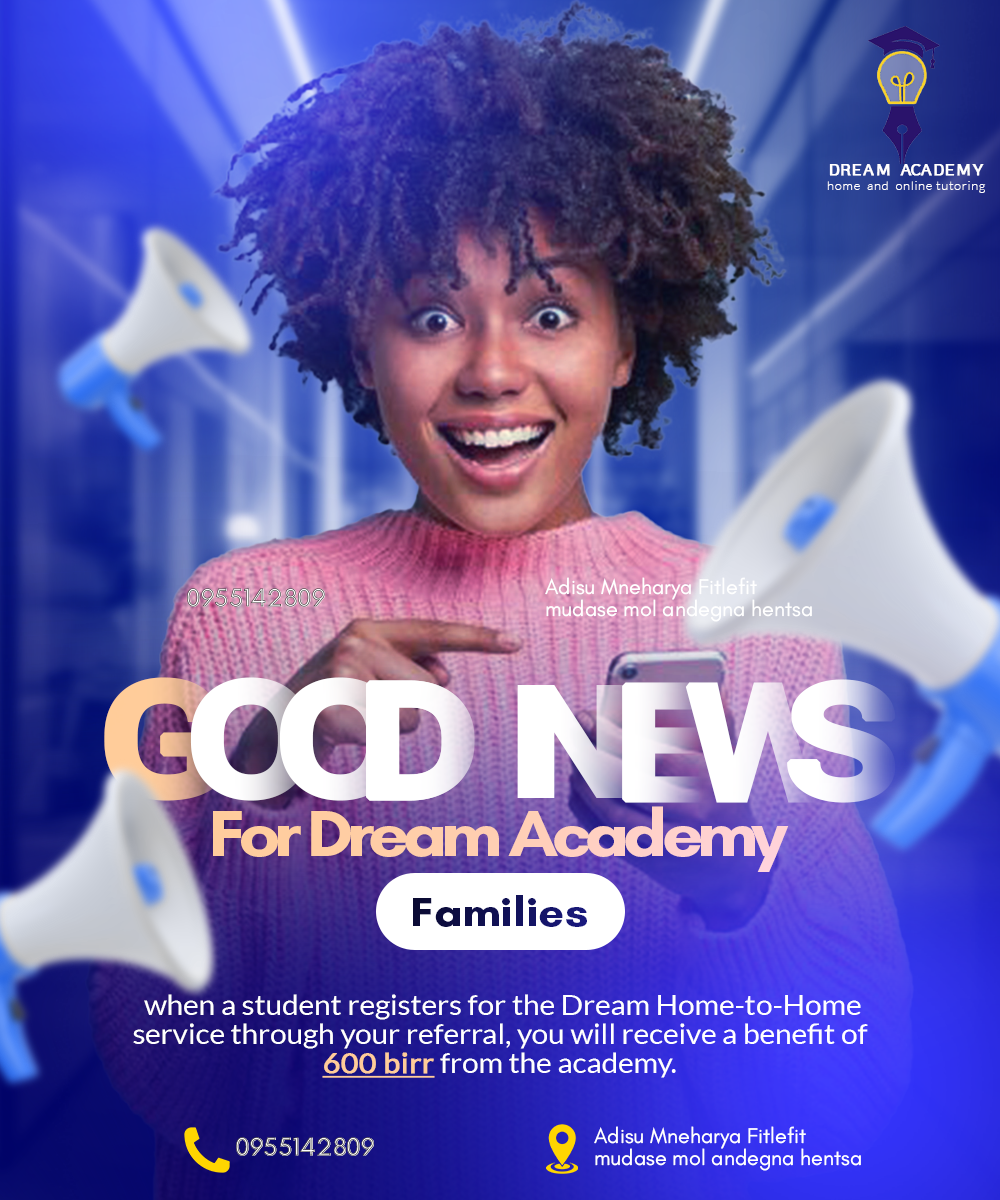 DREAM ACADEMY
home and online tutoring
0955142809
Adisu Mneharya Fitlefit
mudase mol andegna hentsa
GOOD NEWS
For Dream Academy
Families
when a student registers for the Dream Home-to-Home
service through your referral, you will receive a benefit of
600 birr from the academy.
0955142809
Adisu Mneharya Fitlefit
mudase mol andegna hentsa